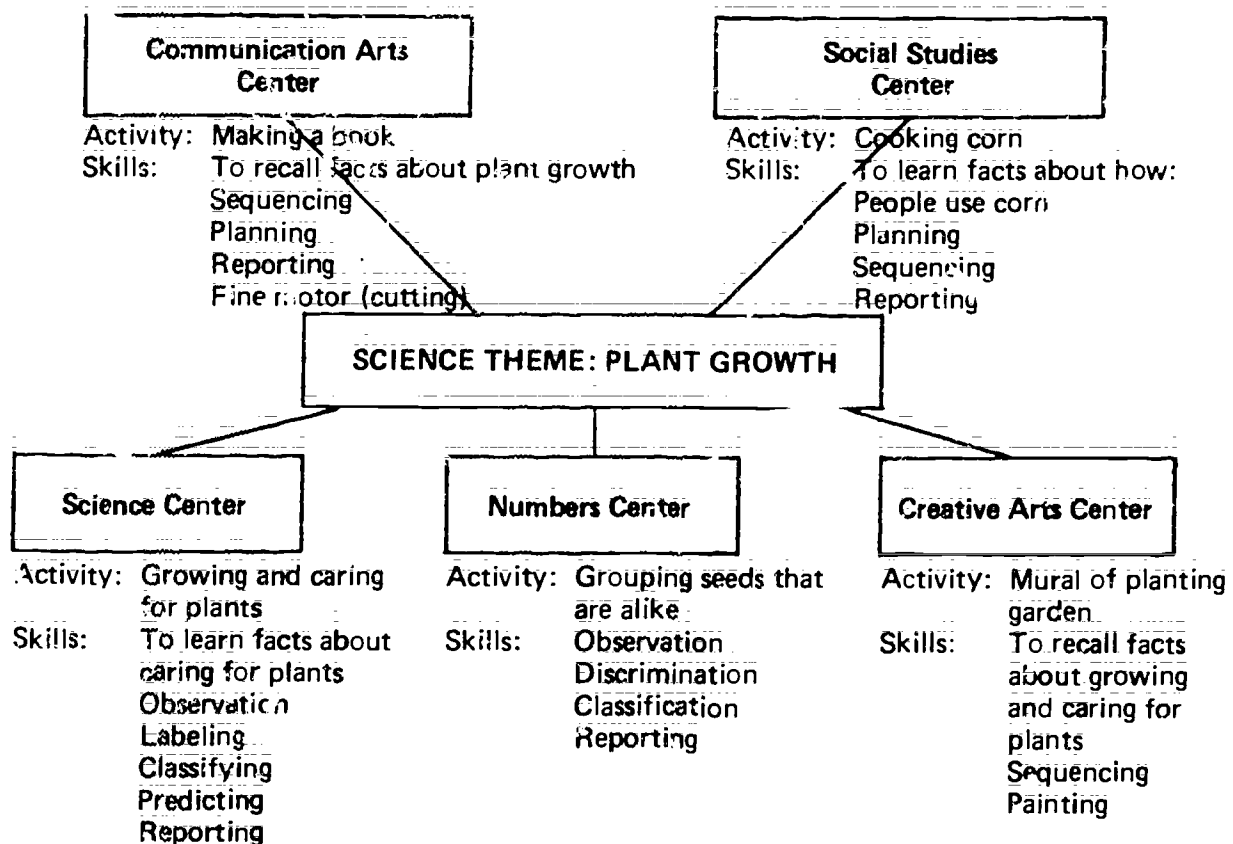 Communication Arts
Center
Activity: Making a book
Skills: To recall facts about plant growth
Sequencing
Planning
Reporting
Fine motor (cutting)
Social Studies
Center
Activity: Cooking corn
Skills: To learn facts about how:
People use corn
Planning
Sequencing
Reporting
SCIENCE THEME: PLANT GROWTH
Science Center
Activity: Growing and caring
for plants
Skills: To learn facts about
caring for plants
Observation
Labeling
Classifying
Predicting
Reporting
Numbers Center
Activity: Grouping seeds that
are alike
Skills: Observation
Discrimination
Classification
Reporting
Creative Arts Center
Activity: Mural of planting
garden
Skills: To recall facts
about growing
and caring for
plants
Sequencing
Painting